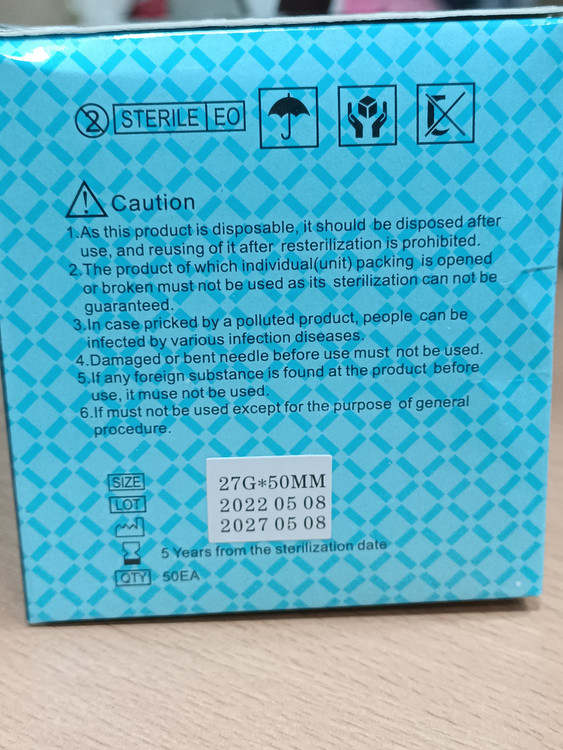 2 STERILE EO
Caution
1.As this product is disposable, it should be disposed after
use, and reusing of it after resterilization is prohibited.
2.The product of which individual(unit) packing is opened
or broken must not be used as its sterilization can not be
guaranteed.
3.In case pricked by a polluted product, people can be
infected by various infection diseases.
4.Damaged or bent needle before use must not be used.
5.If any foreign substance is found at the product before
use, it muse not be used.
6.If must not be used except for the purpose of general
procedure.
SIZE 27G*50MM
LOT 2022 05 08
2027 05 08
5 Years from the sterilization date
QTY 50EA